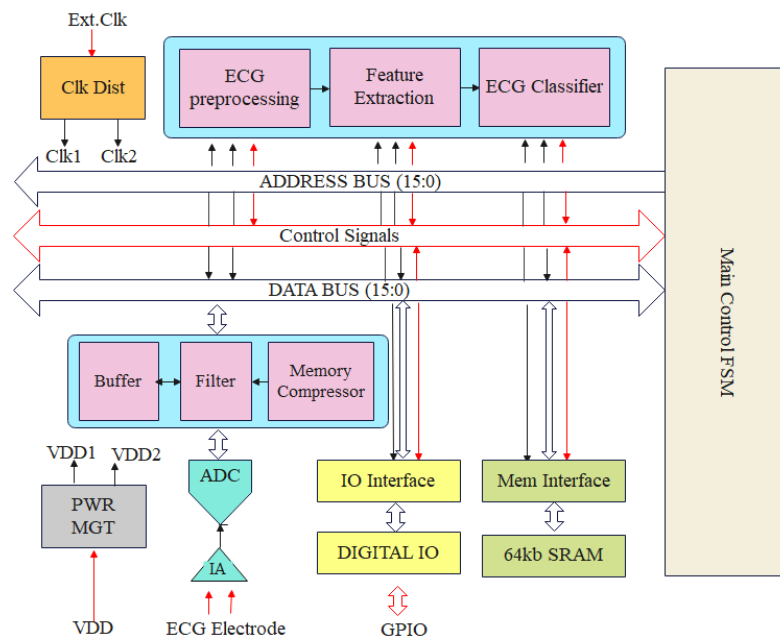 Ext.Clk
Clk Dist
Clk1
Clk2
ECG
preprocessing
Feature
Extraction
ECG Classifier
ADDRESS BUS (15:0)
Control Signals
DATA BUS (15:0)
Main Control FSM
Buffer
Filter
Memory
Compressor
VDD1
VDD2
PWR
MGT
VDD
ADC
IA
ECG Electrode
IO Interface
DIGITAL IO
GPIO
Mem Interface
64kb SRAM